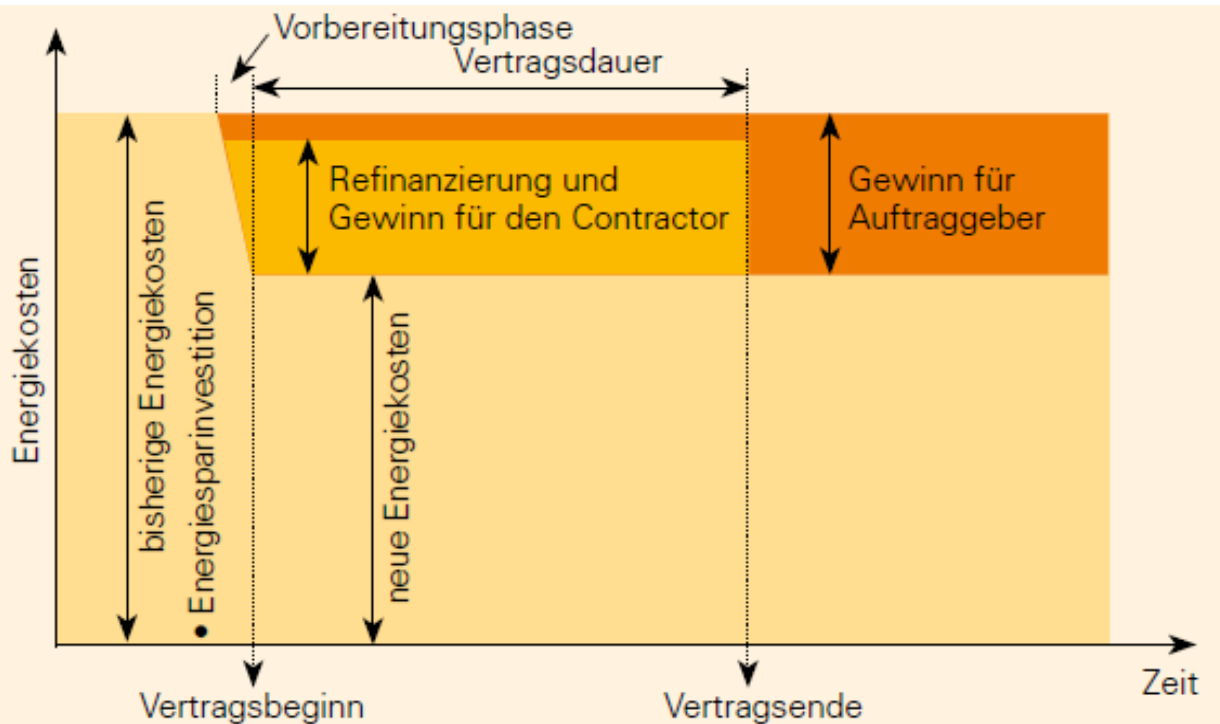 Vorbereitungsphase
Vertragsdauer
Energiekosten
bisherige Energiekosten
• Energiesparinvestition
Refinanzierung und
Gewinn für den Contractor
Gewinn für
Auftraggeber
neue Energiekosten
Zeit
Vertragsbeginn
Vertragsende